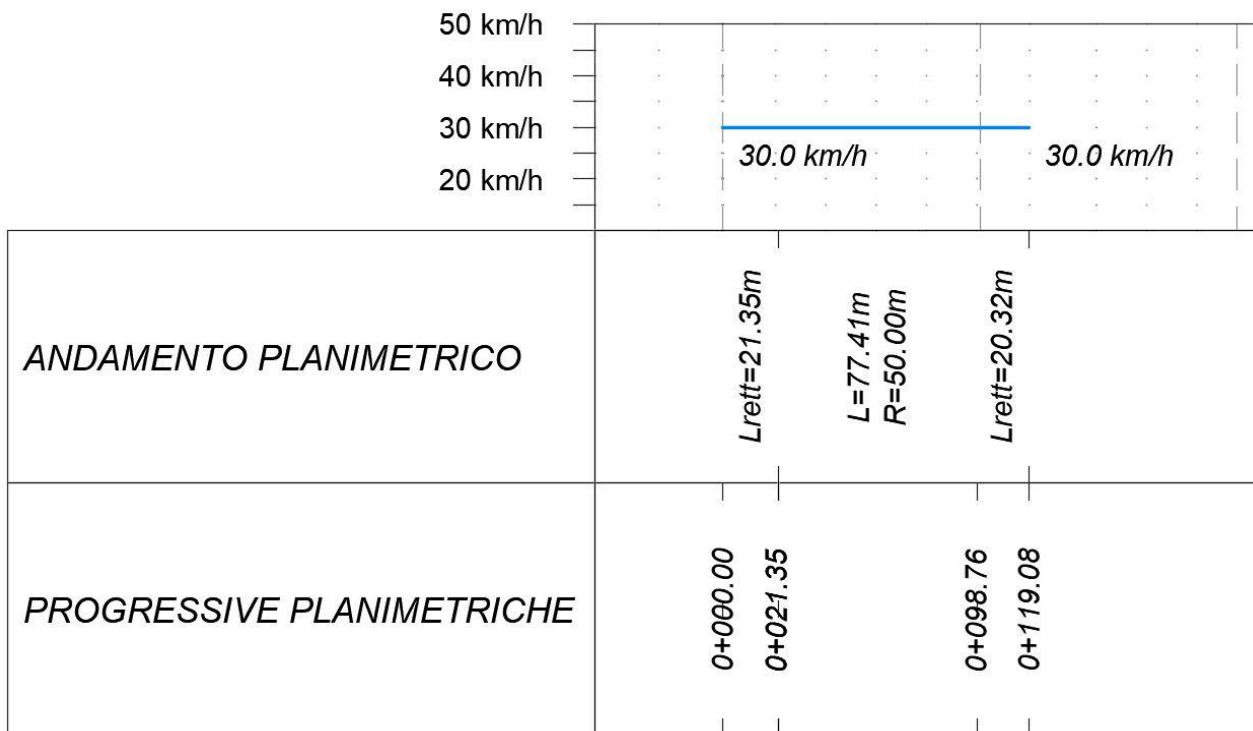 50 km/h
40 km/h
30 km/h
20 km/h
30.0 km/h
30.0 km/h
ANDAMENTO PLANIMETRICO
Lrett=21.35m
L=77.41m
R=50.00m
Lrett=20.32m
PROGRESSIVE PLANIMETRICHE
0+000.00
0+021.35
0+098.76
0+119.08